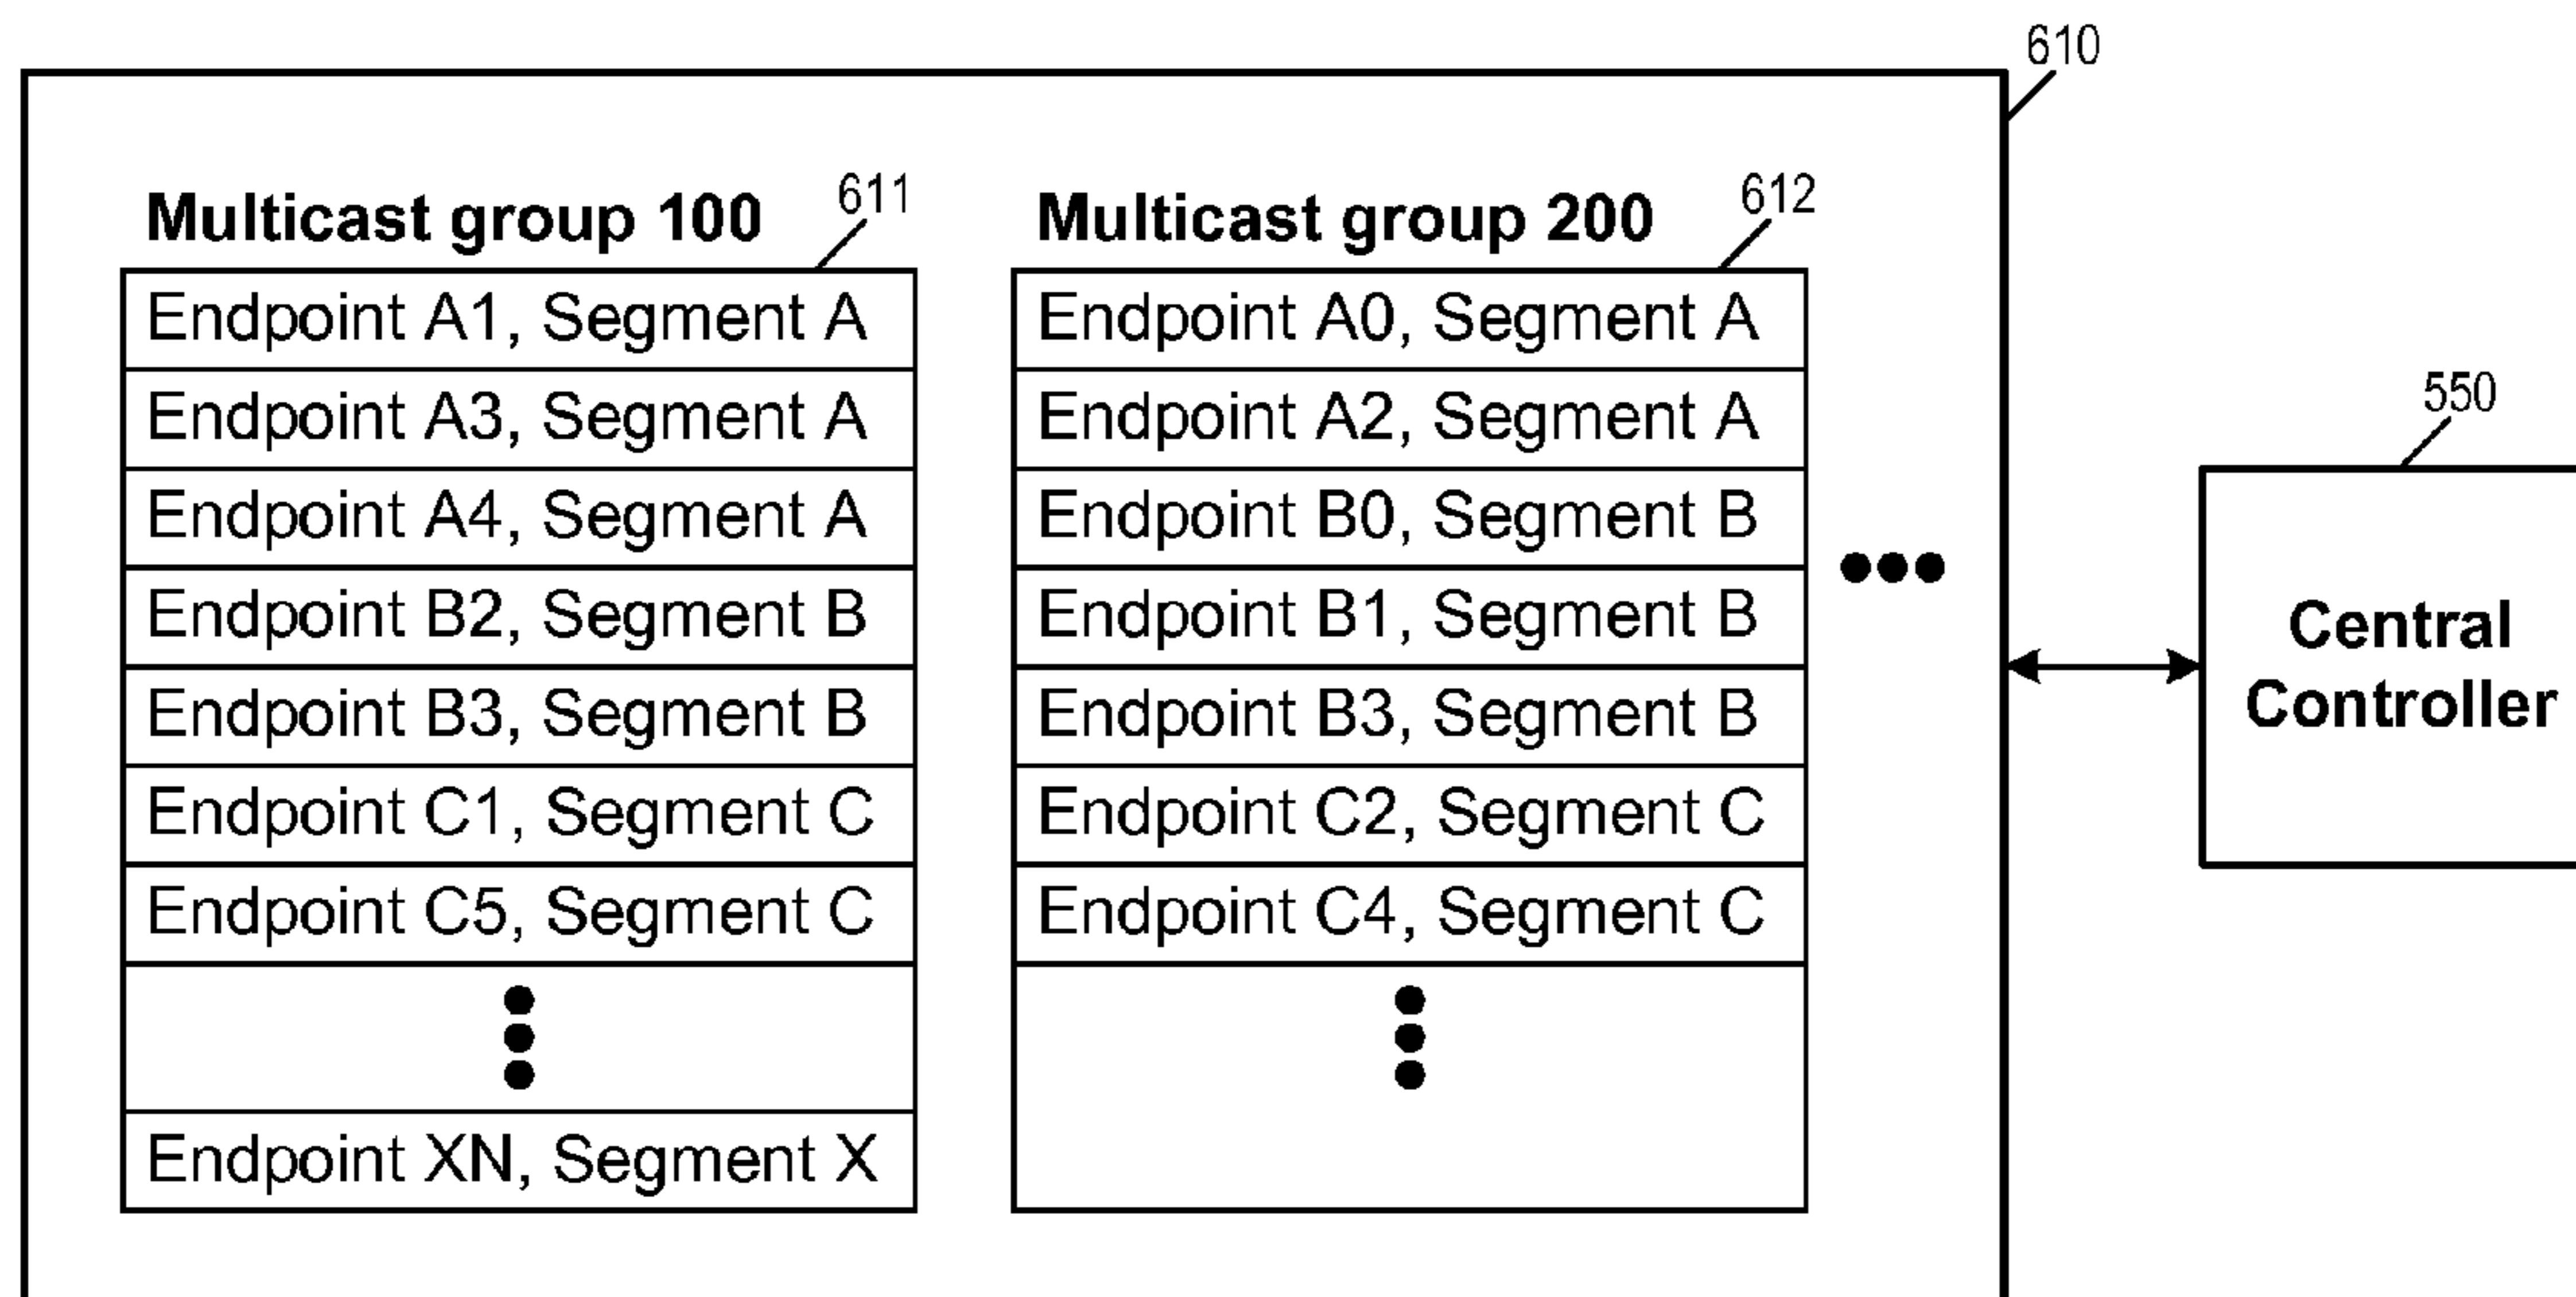 610
Multicast group 100
611
Endpoint A1, Segment A
Endpoint A3, Segment A
Endpoint A4, Segment A
Endpoint B2, Segment B
Endpoint B3, Segment B
Endpoint C1, Segment C
Endpoint C5, Segment C
Endpoint XN, Segment X
Multicast group 200
612
Endpoint A0, Segment A
Endpoint A2, Segment A
Endpoint B0, Segment B
Endpoint B1, Segment B
Endpoint B3, Segment B
Endpoint C2, Segment C
Endpoint C4, Segment C
550
Central
Controller